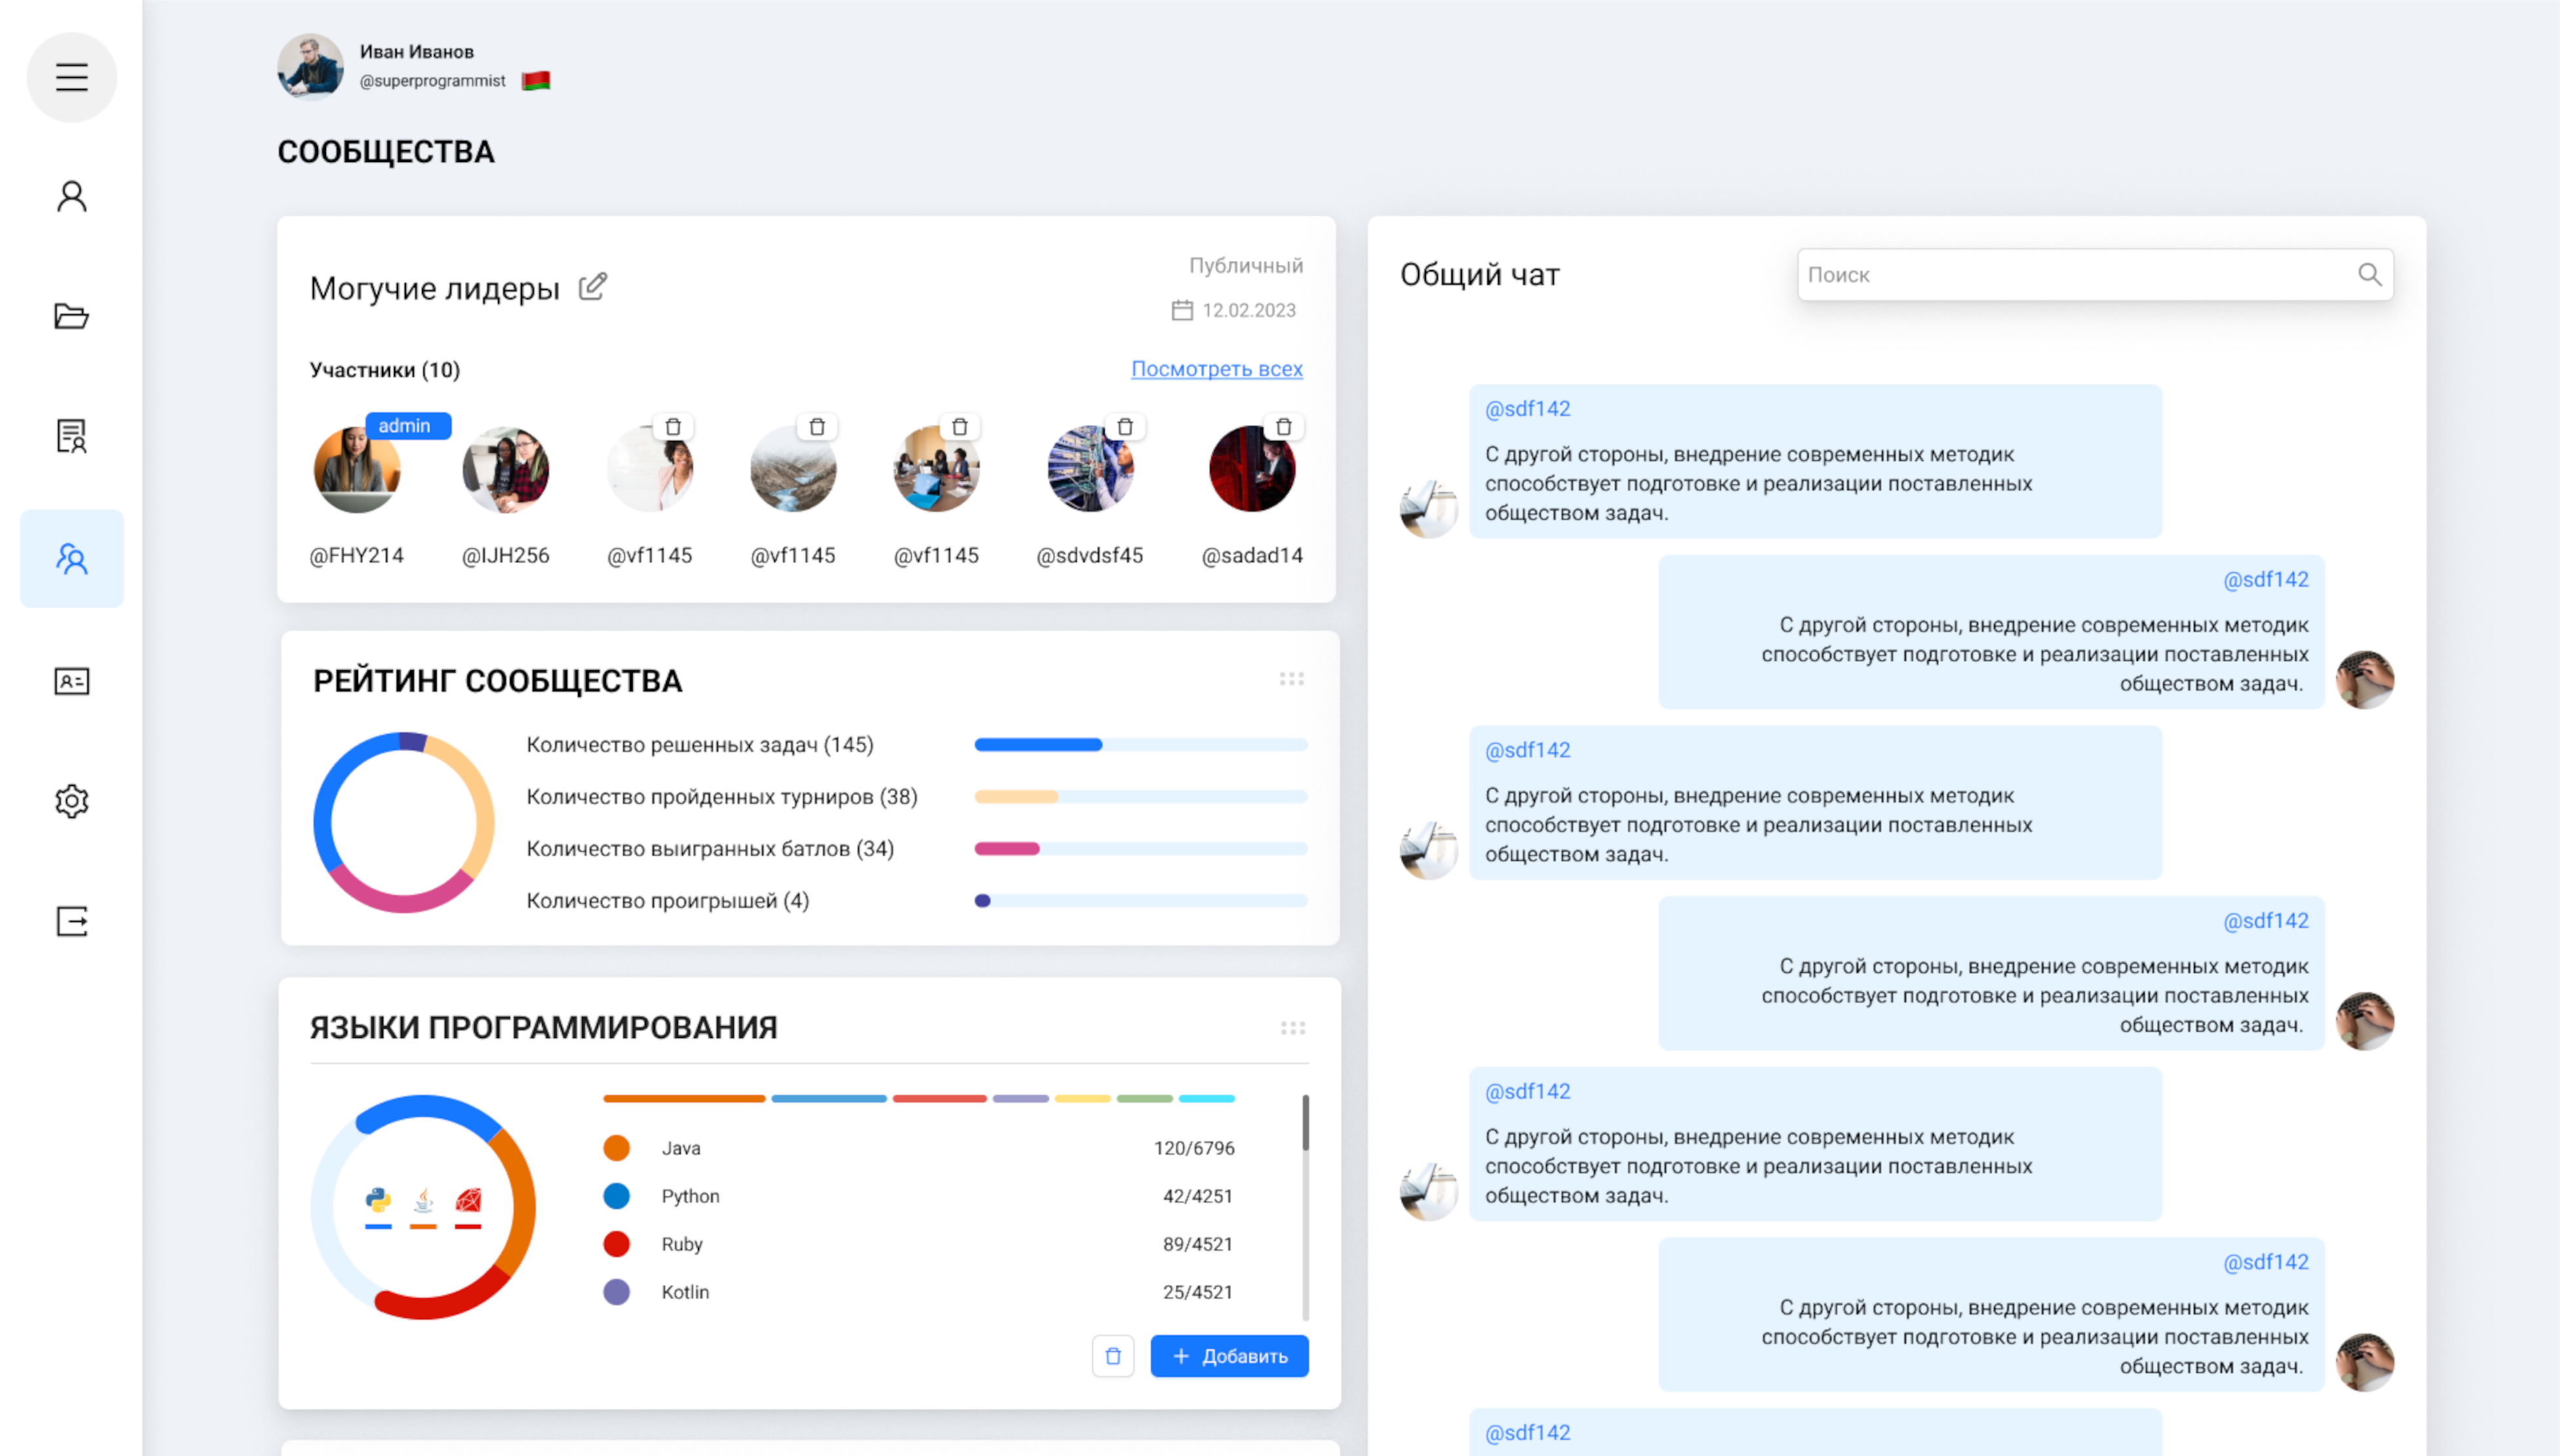 Иван Иванов
@superprogrammist
СООБЩЕСТВА
Могучие лидеры
Публичный
12.02.2023
Участники (10)
Посмотреть всех
admin
@FHY214
@IJH256
@vf1145
@vf1145
@vf1145
@sdvdsf45
@sadad14
РЕЙТИНГ СООБЩЕСТВА
Количество решенных задач (145)
Количество пройденных турниров (38)
Количество выигранных батлов (34)
Количество проигрышей (4)
ЯЗЫКИ ПРОГРАММИРОВАНИЯ
Java 120/6796
Python 42/4251
Ruby 89/4521
Kotlin 25/4521
+ Добавить
Общий чат
Поиск
@sdf142
С другой стороны, внедрение современных методик
способствует подготовке и реализации поставленных
обществом задач.
@sdf142
С другой стороны, внедрение современных методик
способствует подготовке и реализации поставленных
обществом задач.
@sdf142
С другой стороны, внедрение современных методик
способствует подготовке и реализации поставленных
обществом задач.
@sdf142
С другой стороны, внедрение современных методик
способствует подготовке и реализации поставленных
обществом задач.
@sdf142
С другой стороны, внедрение современных методик
способствует подготовке и реализации поставленных
обществом задач.
@sdf142
С другой стороны, внедрение современных методик
способствует подготовке и реализации поставленных
обществом задач.
@sdf142